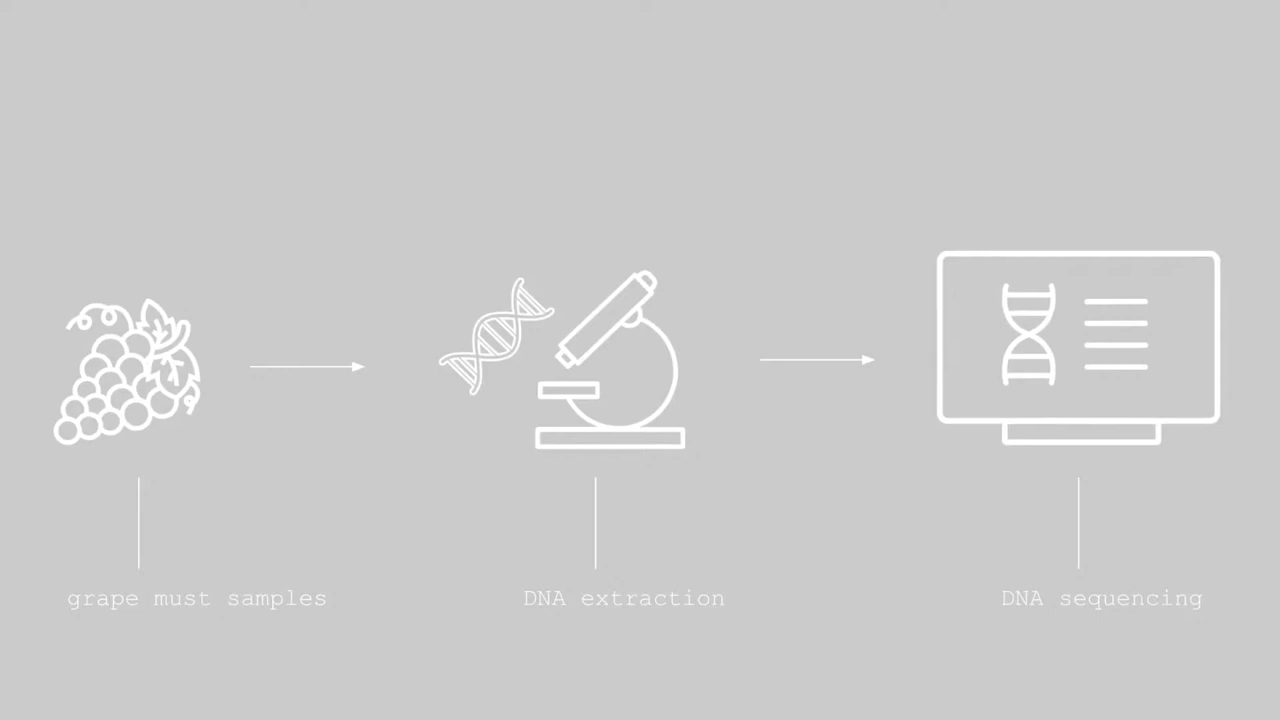 grape must samples
DNA extraction
DNA sequencing